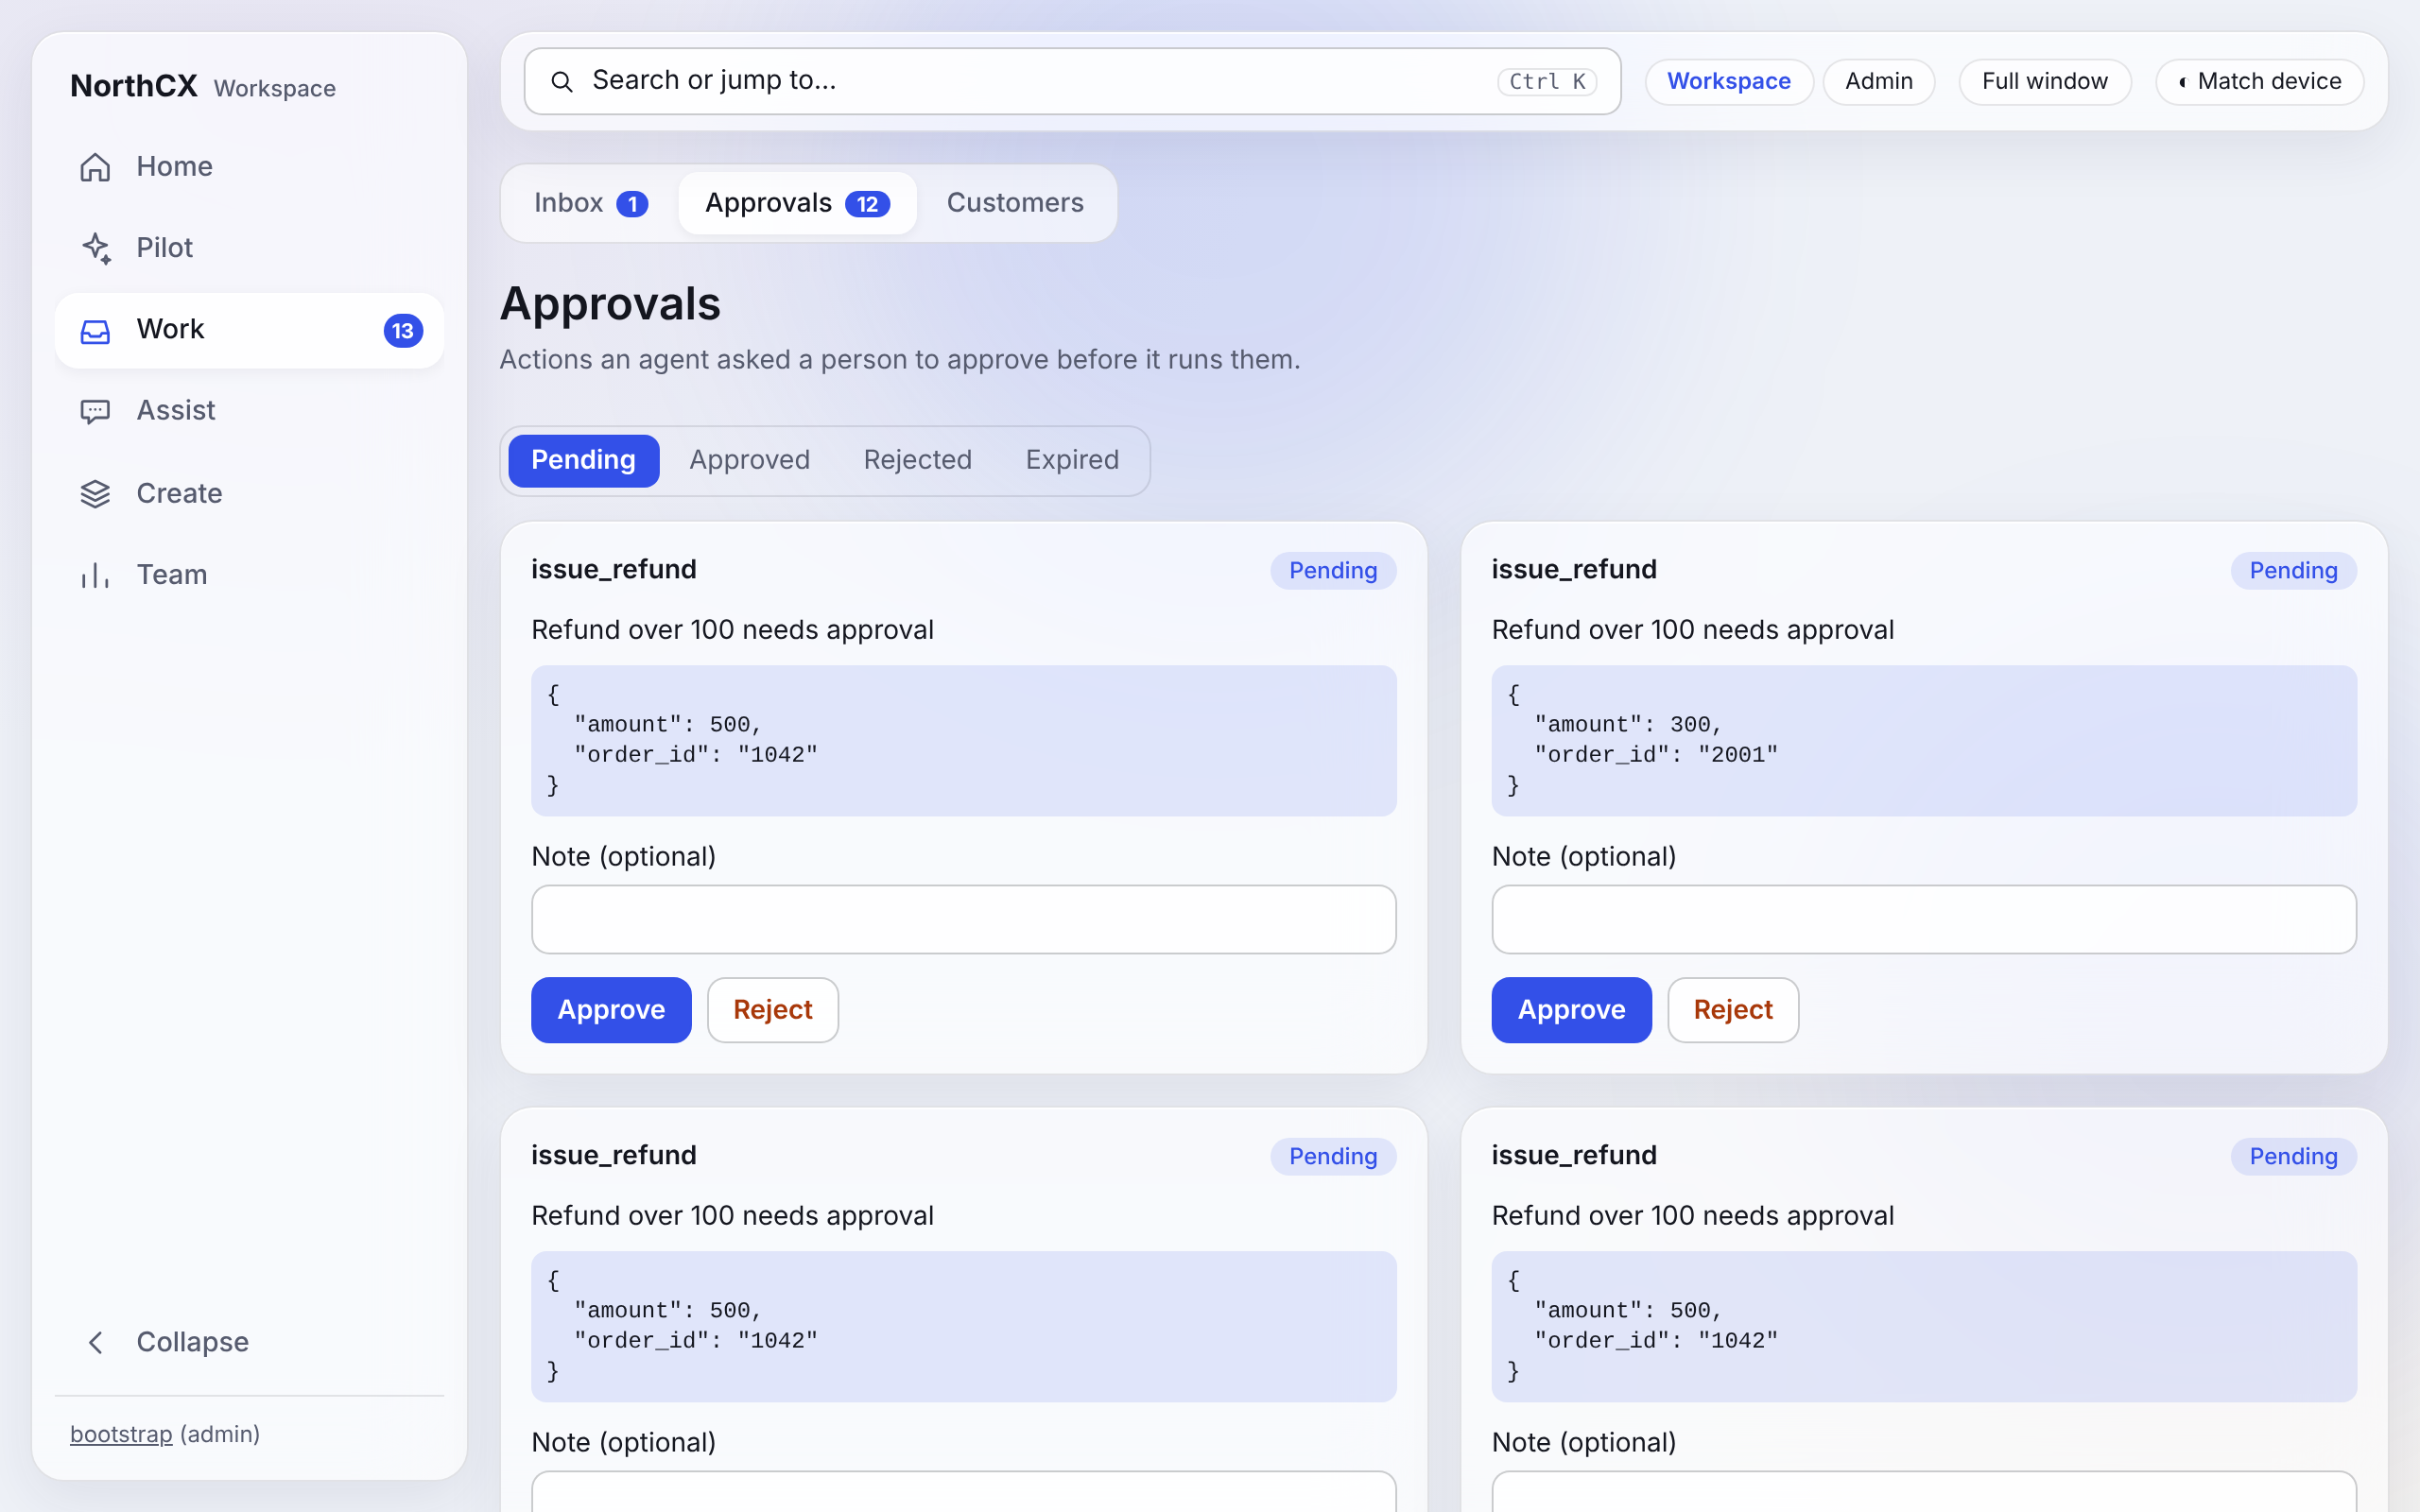 NorthCX Workspace
Home
Pilot
Work 13
Assist
Create
Team
Collapse
bootstrap (admin)
Search or jump to... Ctrl K
Workspace
Admin
Full window
Match device
Inbox 1
Approvals 12
Customers
Approvals
Actions an agent asked a person to approve before it runs them.
Pending Approved Rejected Expired
issue_refund Pending
Refund over 100 needs approval
{
"amount": 500,
"order_id": "1042"
}
Note (optional)
Approve Reject
issue_refund Pending
Refund over 100 needs approval
{
"amount": 300,
"order_id": "2001"
}
Note (optional)
Approve Reject
issue_refund Pending
Refund over 100 needs approval
{
"amount": 500,
"order_id": "1042"
}
Note (optional)
issue_refund Pending
Refund over 100 needs approval
{
"amount": 500,
"order_id": "1042"
}
Note (optional)